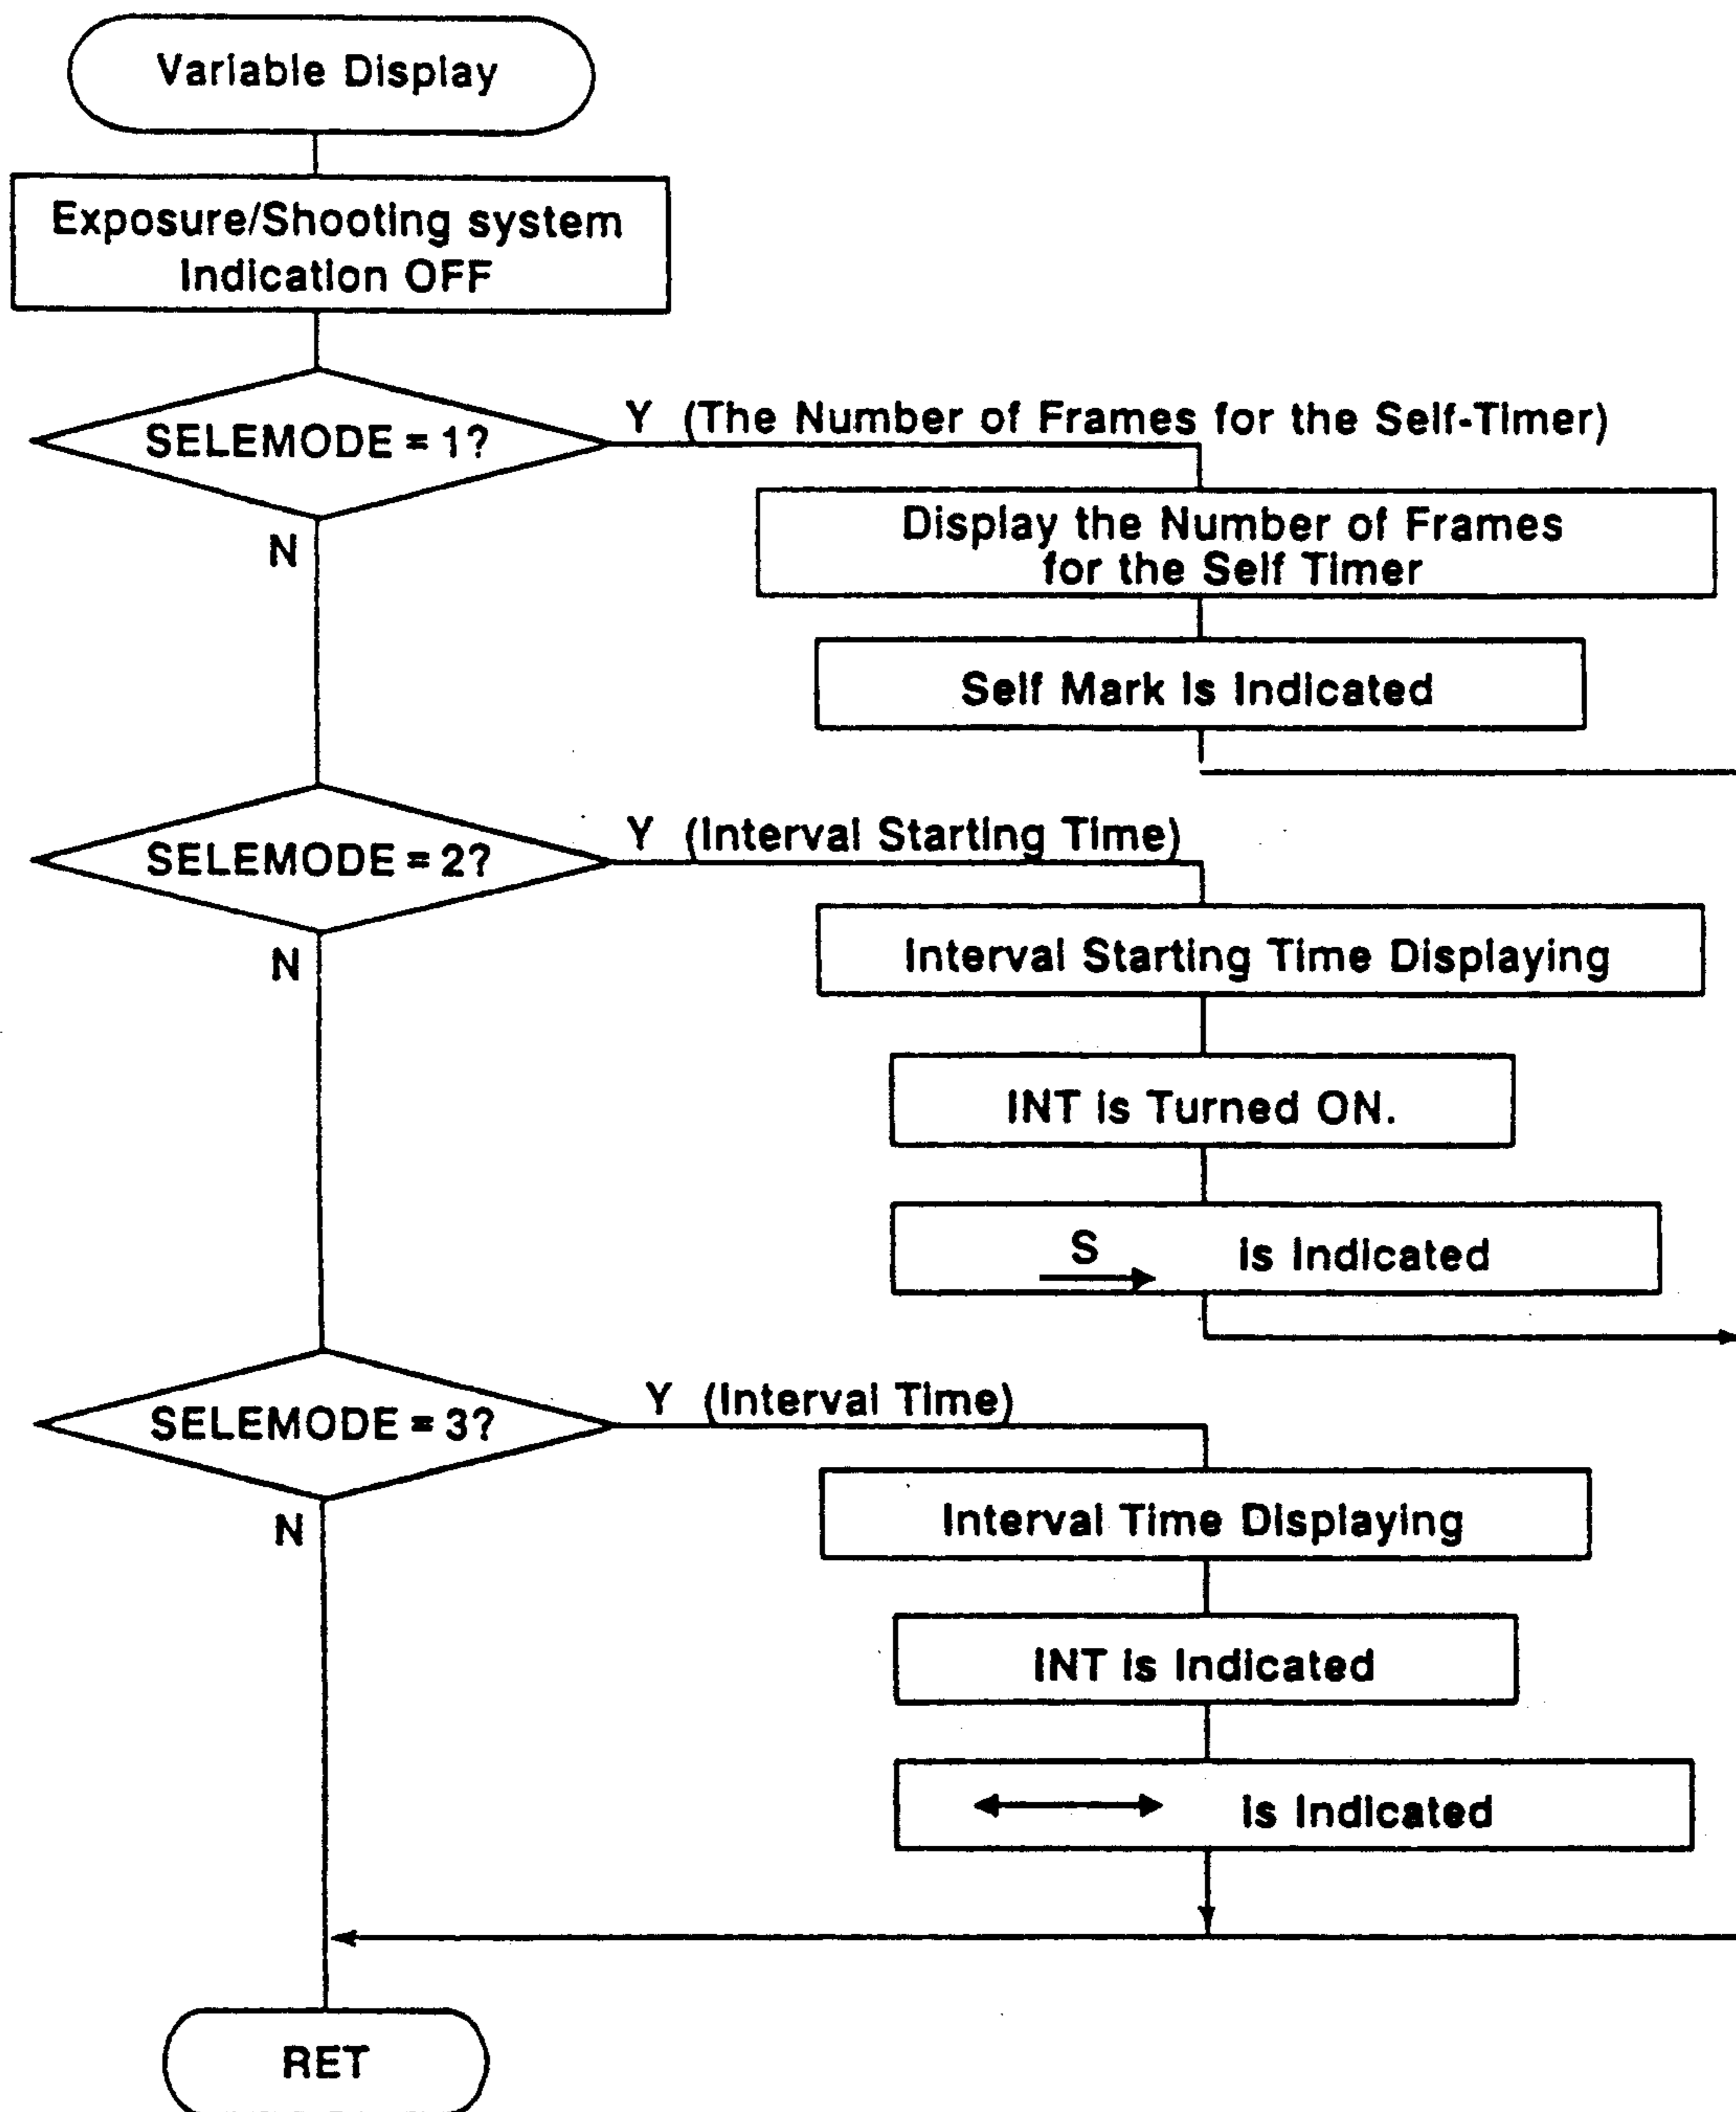 Variable Display
Exposure/Shooting system
Indication OFF
SELEMODE = 1?
Y (The Number of Frames for the Self-Timer)
Display the Number of Frames
for the Self Timer
N
Self Mark is Indicated
SELEMODE = 2?
Y (Interval Starting Time)
Interval Starting Time Displaying
N
INT is Turned ON.
S is Indicated
SELEMODE = 3?
Y (Interval Time)
Interval Time Displaying
N
INT is Indicated
is Indicated
RET